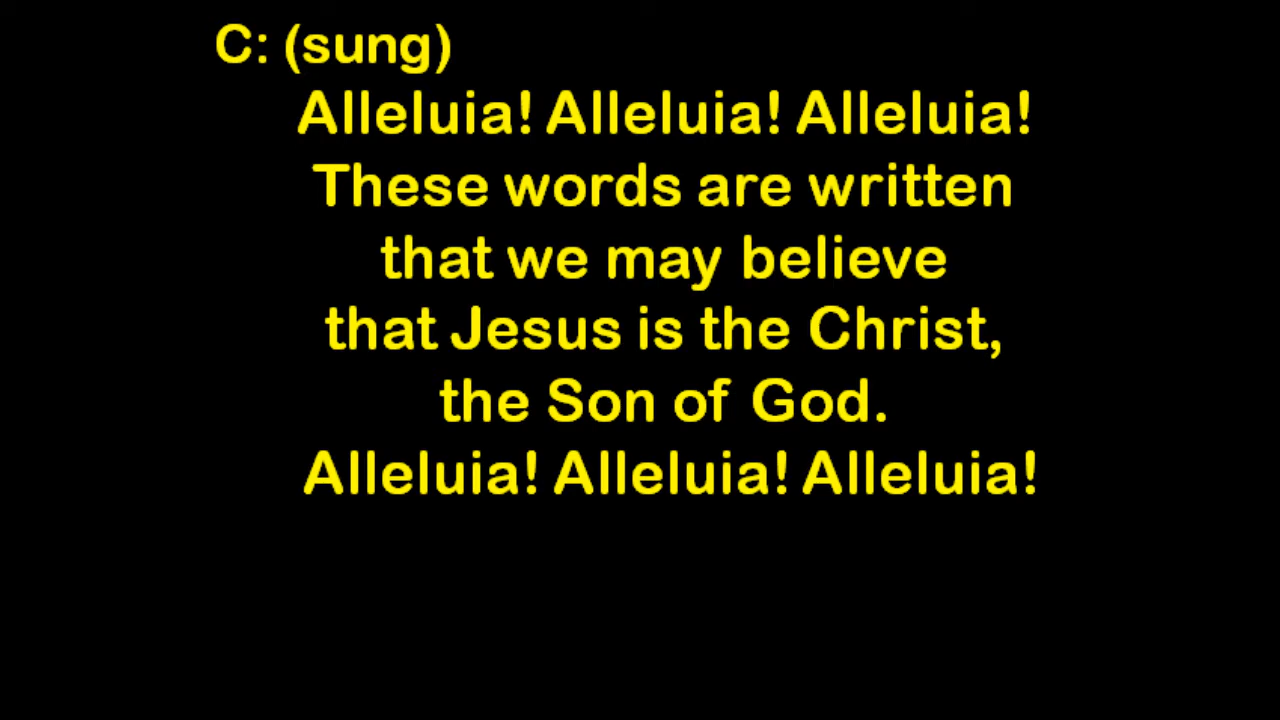 C: (sung)
Alleluia! Alleluia! Alleluia!
These words are written
that we may believe
that Jesus is the Christ,
the Son of God.
Alleluia! Alleluia! Alleluia!